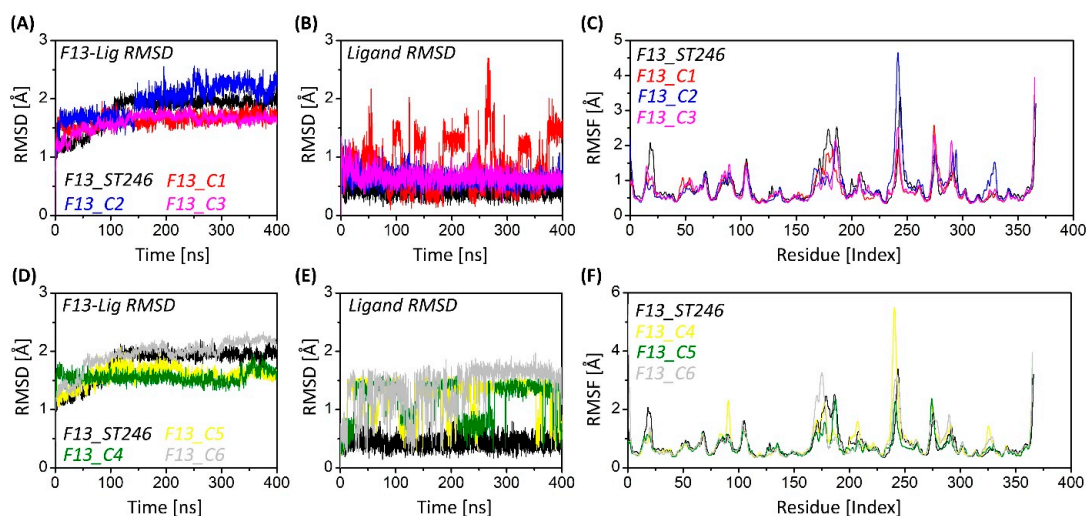 (A)
F13-Lig RMSD
RMSD [Å]
3
2
1
0
F13_ST246 F13_C1
F13_C2 F13_C3
0 100 200 300 400
Time [ns]
(B)
Ligand RMSD
RMSD [Å]
3
2
1
0
0 100 200 300 400
Time [ns]
(C)
RMSF [Å]
5
4
3
2
1
0
F13_ST246
F13_C1
F13_C2
F13_C3
0 50 100 150 200 250 300 350 400
Residue [Index]
(D)
F13-Lig RMSD
RMSD [Å]
3
2
1
0
F13_ST246 F13_C5
F13_C4 F13_C6
0 100 200 300 400
Time [ns]
(E)
Ligand RMSD
RMSD [Å]
3
2
1
0
0 100 200 300 400
Time [ns]
(F)
RMSF [Å]
6
5
4
3
2
1
0
F13_ST246
F13_C4
F13_C5
F13_C6
0 50 100 150 200 250 300 350 400
Residue [Index]